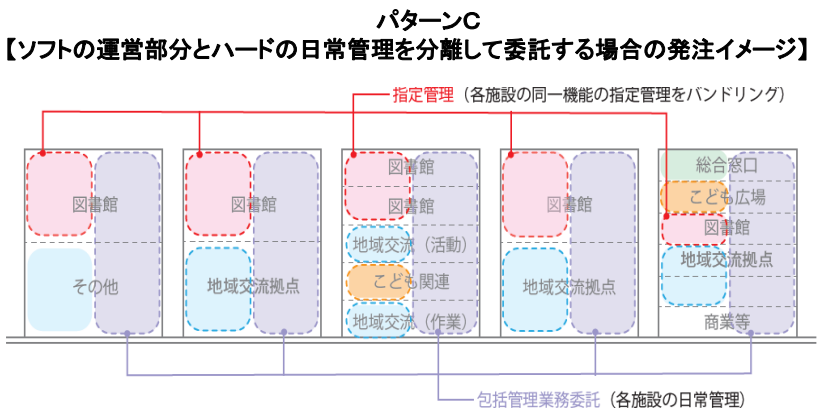 パターンC
【ソフトの運営部分とハードの日常管理を分離して委託する場合の発注イメージ】
指定管理（各施設の同一機能の指定管理をバンドリング）
図書館
その他
図書館
地域交流拠点
図書館
図書館
地域交流（活動）
こども関連
地域交流（作業）
図書館
地域交流拠点
総合窓口
こども広場
図書館
地域交流拠点
商業等
包括管理業務委託（各施設の日常管理）